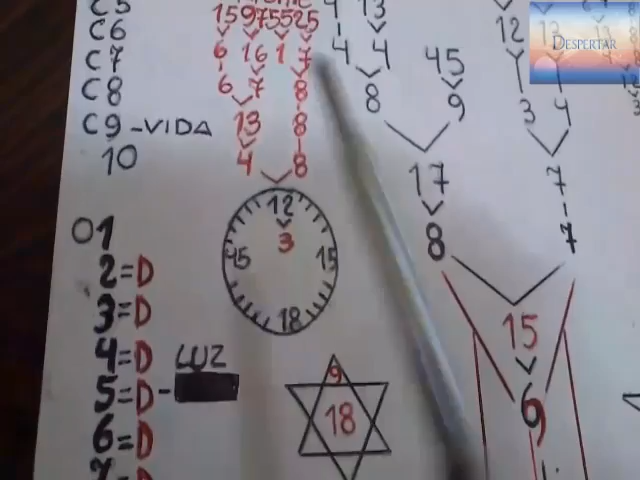 C6
C7
C8
C9-VIDA
10
15975525
6 16 1 7
6 7 8
13 8
4 8
13
4 4
8
45
9
17
8
12
3 4
7
7
15
6
DESPERTAR
12
3
45 15
18
01
2=D
3=D
4=D
5=D-
LUZ
6=D
9
18